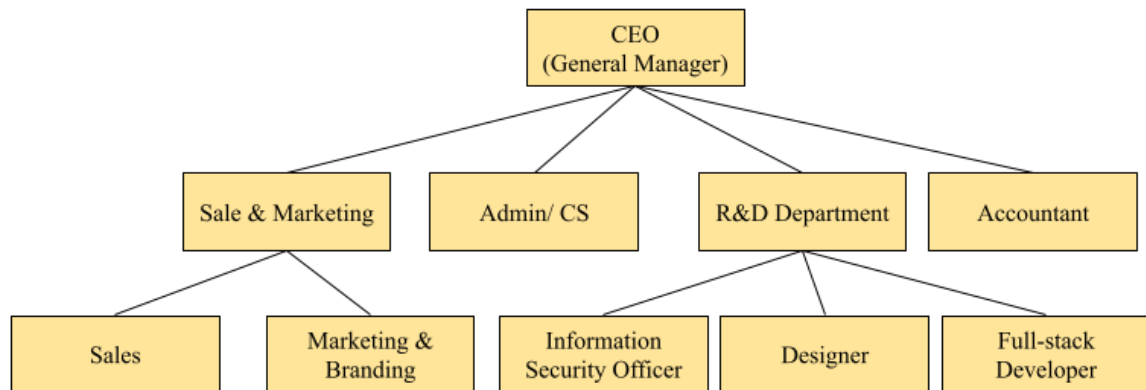 CEO
(General Manager)
Sale & Marketing
Admin/ CS
R&D Department
Accountant
Sales
Marketing &
Branding
Information
Security Officer
Designer
Full-stack
Developer